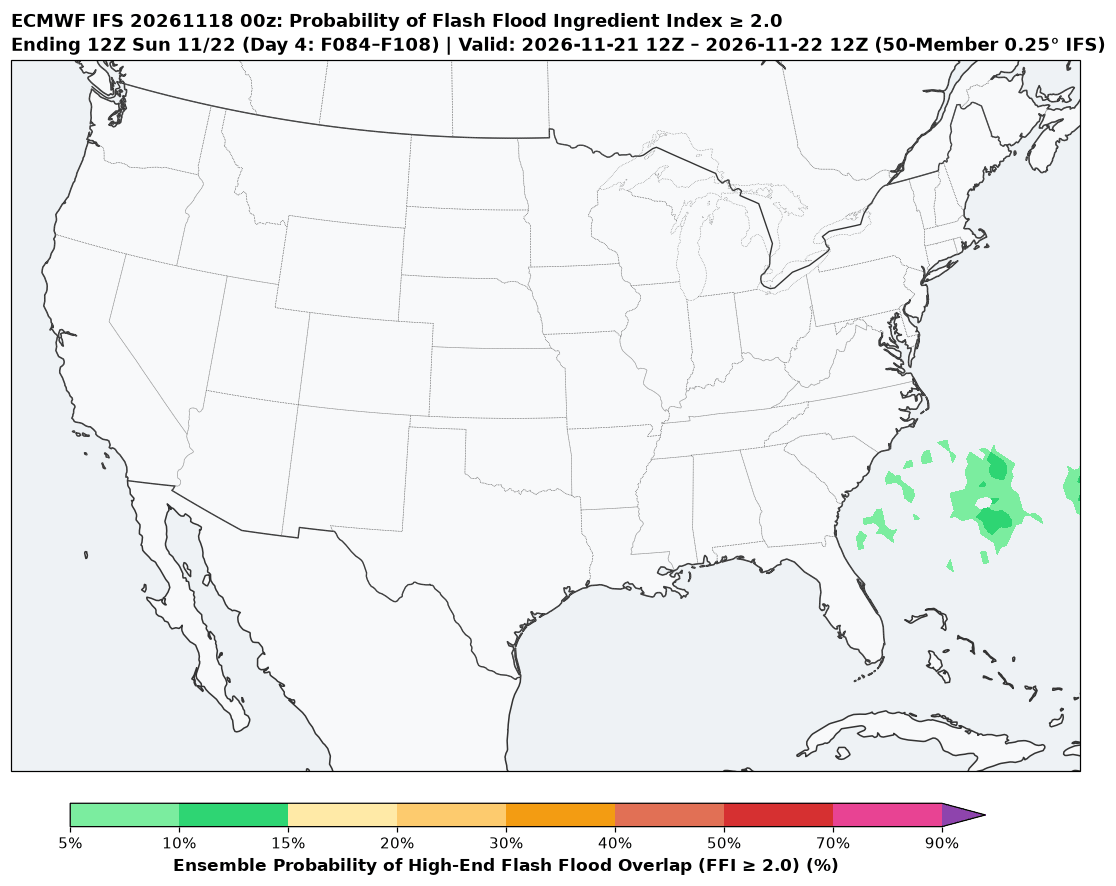 ECMWF IFS 20261118 00z: Probability of Flash Flood Ingredient Index ≥ 2.0
Ending 12Z Sun 11/22 (Day 4: F084–F108) | Valid: 2026-11-21 12Z – 2026-11-22 12Z (50-Member 0.25° IFS)
5% 10% 15% 20% 30% 40% 50% 70% 90%
Ensemble Probability of High-End Flash Flood Overlap (FFI ≥ 2.0) (%)